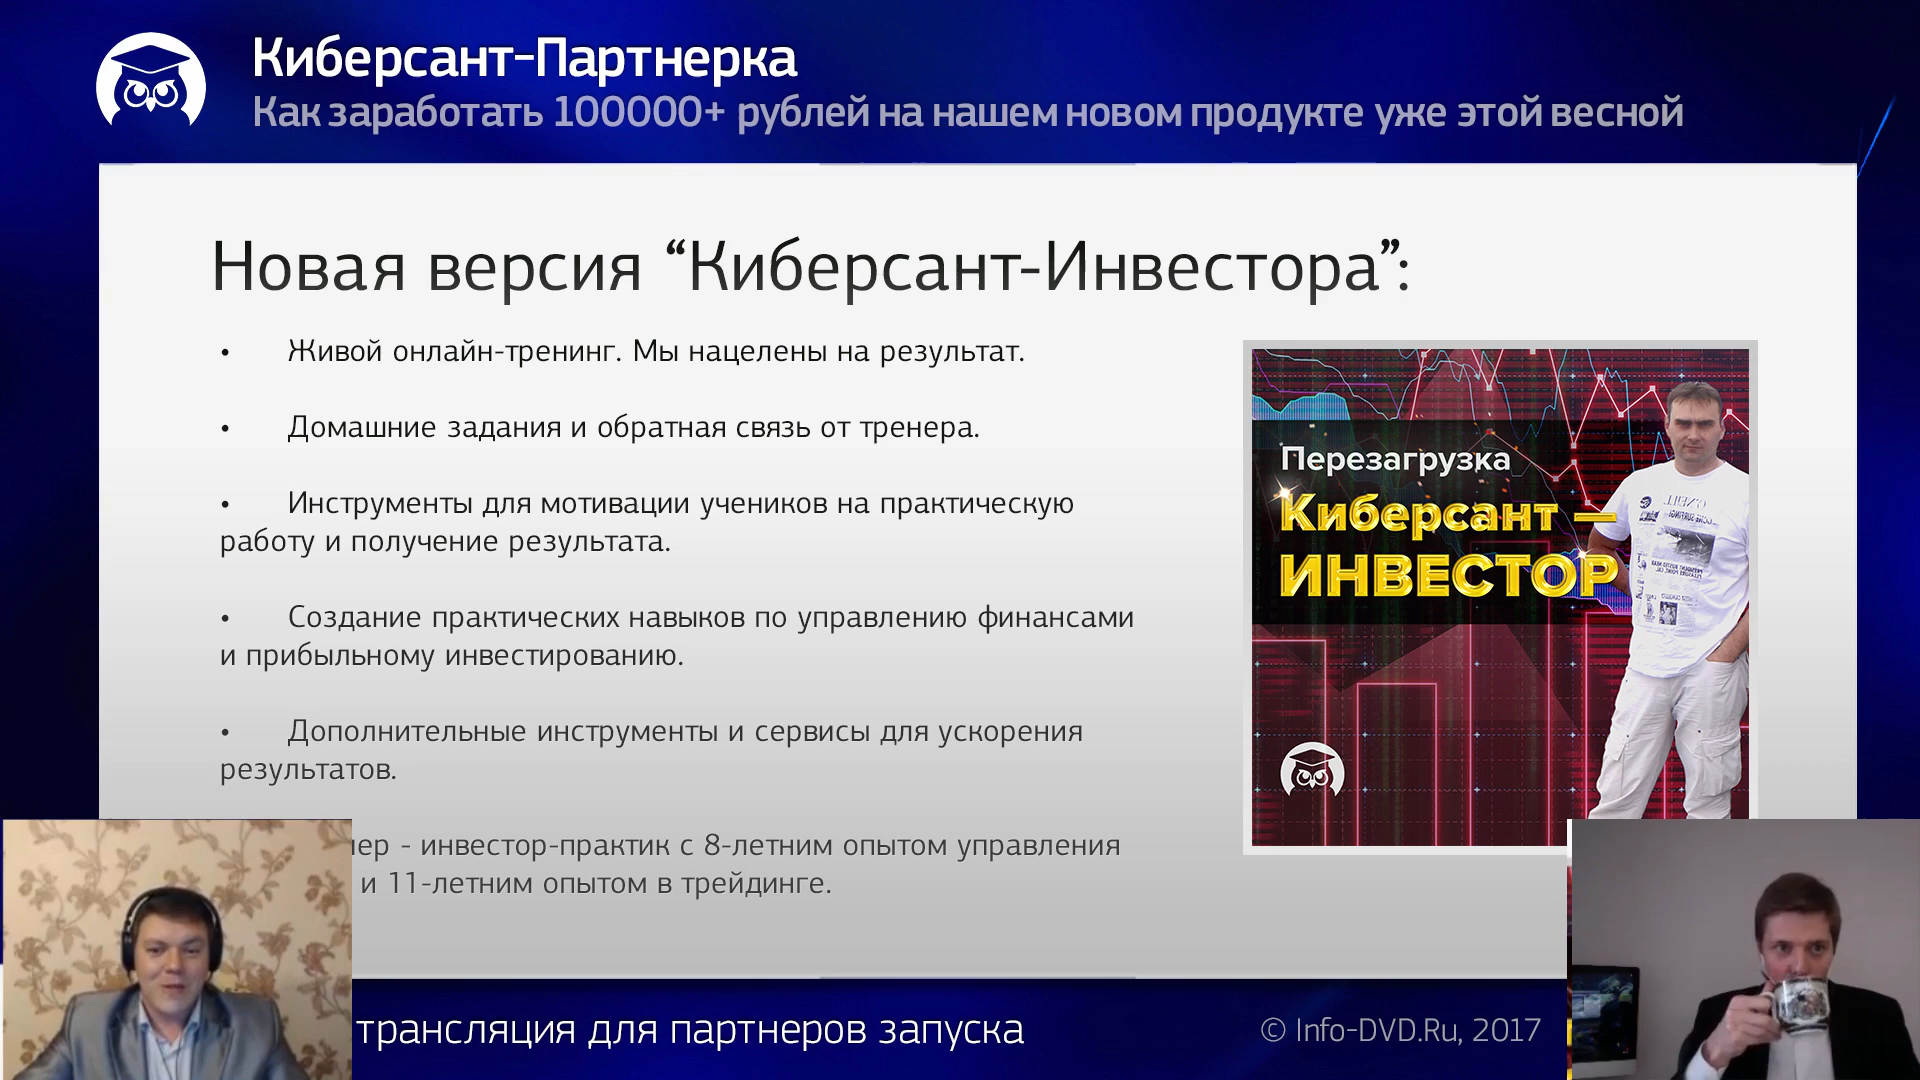 Киберсант-Партнерка
Как заработать 100000+ рублей на нашем новом продукте уже этой весной
Новая версия “Киберсант-Инвестора”:
• Живой онлайн-тренинг. Мы нацелены на результат.
• Домашние задания и обратная связь от тренера.
• Инструменты для мотивации учеников на практическую
работу и получение результата.
• Создание практических навыков по управлению финансами
и прибыльному инвестированию.
• Дополнительные инструменты и сервисы для ускорения
результатов.
- инвестор-практик с 8-летним опытом управления
и 11-летним опытом в трейдинге.
Перезагрузка
Киберсант —
ИНВЕСТОР
трансляция для партнеров запуска
© Info-DVD.Ru, 2017